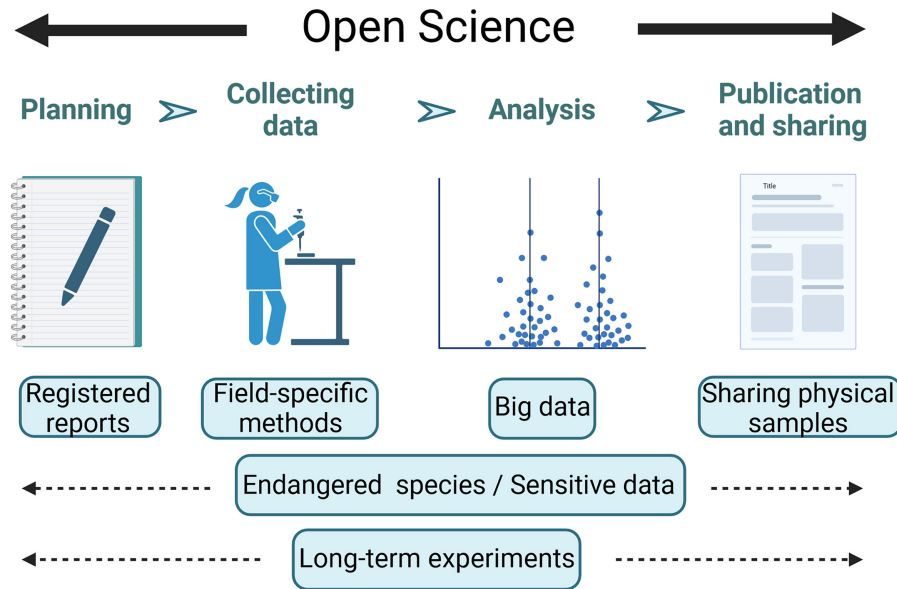 Open Science
Planning
Collecting
data
Analysis
Publication
and sharing
Title
Registered
reports
Field-specific
methods
Big data
Sharing physical
samples
Endangered species / Sensitive data
Long-term experiments